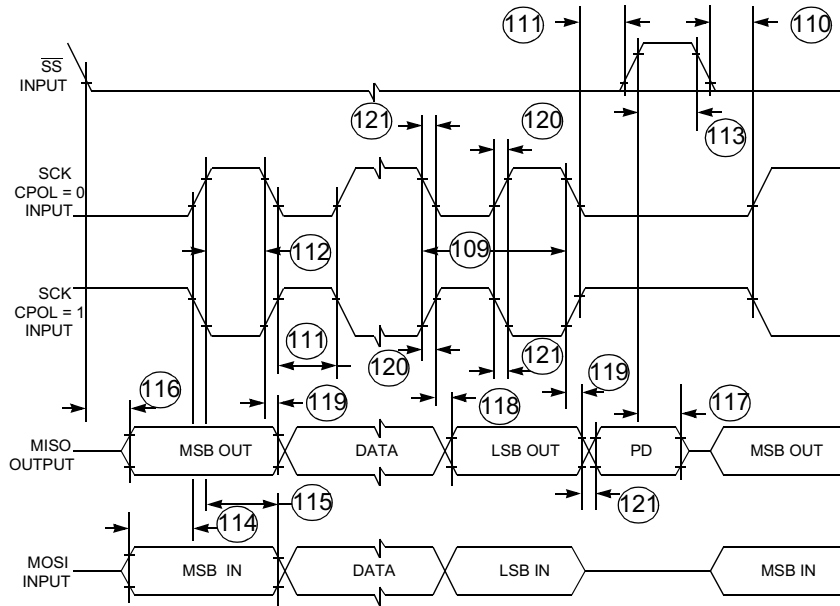 111
110
SS
INPUT
121
120
113
SCK
CPOL = 0
INPUT
112
109
SCK
CPOL = 1
INPUT
111
120
121
116
119
118
119
117
MISO
OUTPUT
MSB OUT
DATA
LSB OUT
PD
MSB OUT
114
115
121
MOSI
INPUT
MSB IN
DATA
LSB IN
MSB IN